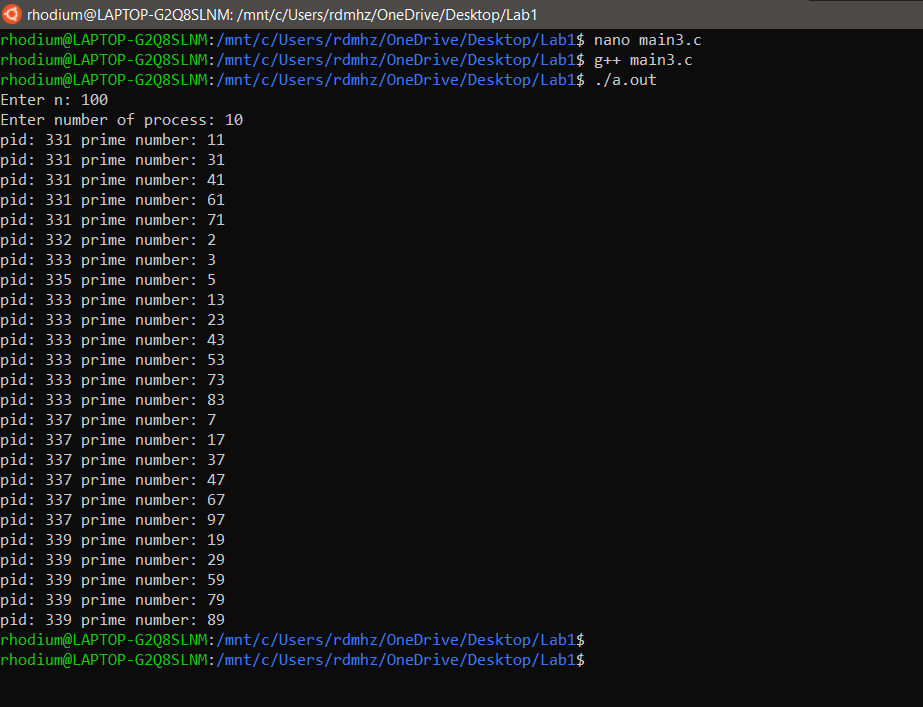 rhodium@LAPTOP-G2Q8SLNM: /mnt/c/Users/rdmhz/OneDrive/Desktop/Lab1
rhodium@LAPTOP-G2Q8SLNM:/mnt/c/Users/rdmhz/OneDrive/Desktop/Lab1$ nano main3.c
rhodium@LAPTOP-G2Q8SLNM:/mnt/c/Users/rdmhz/OneDrive/Desktop/Lab1$ g++ main3.c
rhodium@LAPTOP-G2Q8SLNM:/mnt/c/Users/rdmhz/OneDrive/Desktop/Lab1$ ./a.out
Enter n: 100
Enter number of process: 10
pid: 331 prime number: 11
pid: 331 prime number: 31
pid: 331 prime number: 41
pid: 331 prime number: 61
pid: 331 prime number: 71
pid: 332 prime number: 2
pid: 333 prime number: 3
pid: 335 prime number: 5
pid: 333 prime number: 13
pid: 333 prime number: 23
pid: 333 prime number: 43
pid: 333 prime number: 53
pid: 333 prime number: 73
pid: 333 prime number: 83
pid: 337 prime number: 7
pid: 337 prime number: 17
pid: 337 prime number: 37
pid: 337 prime number: 47
pid: 337 prime number: 67
pid: 337 prime number: 97
pid: 339 prime number: 19
pid: 339 prime number: 29
pid: 339 prime number: 59
pid: 339 prime number: 79
pid: 339 prime number: 89
rhodium@LAPTOP-G2Q8SLNM:/mnt/c/Users/rdmhz/OneDrive/Desktop/Lab1$
rhodium@LAPTOP-G2Q8SLNM:/mnt/c/Users/rdmhz/OneDrive/Desktop/Lab1$